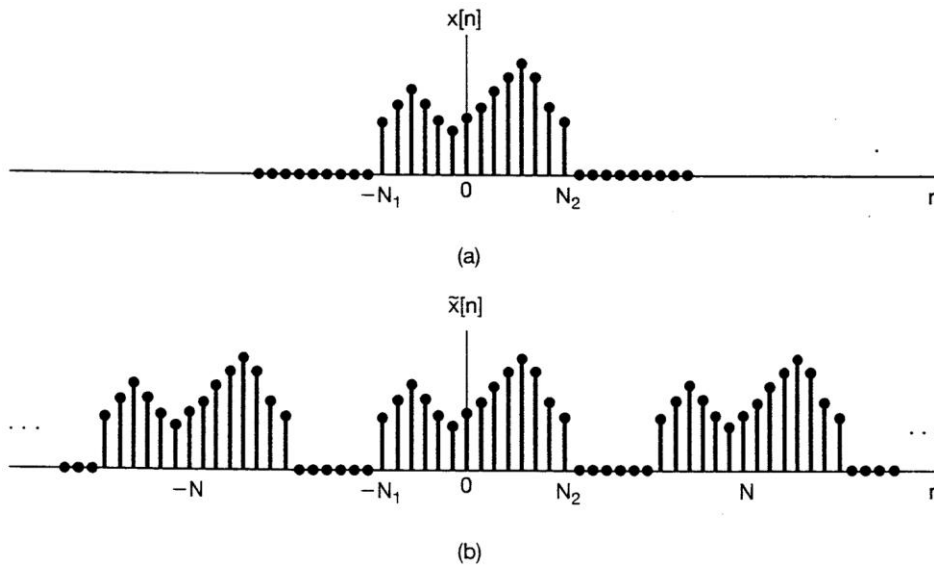 x[n]
−N₁ 0 N₂
(a)
x̃[n]
... ..
−N −N₁ 0 N₂ N
(b)